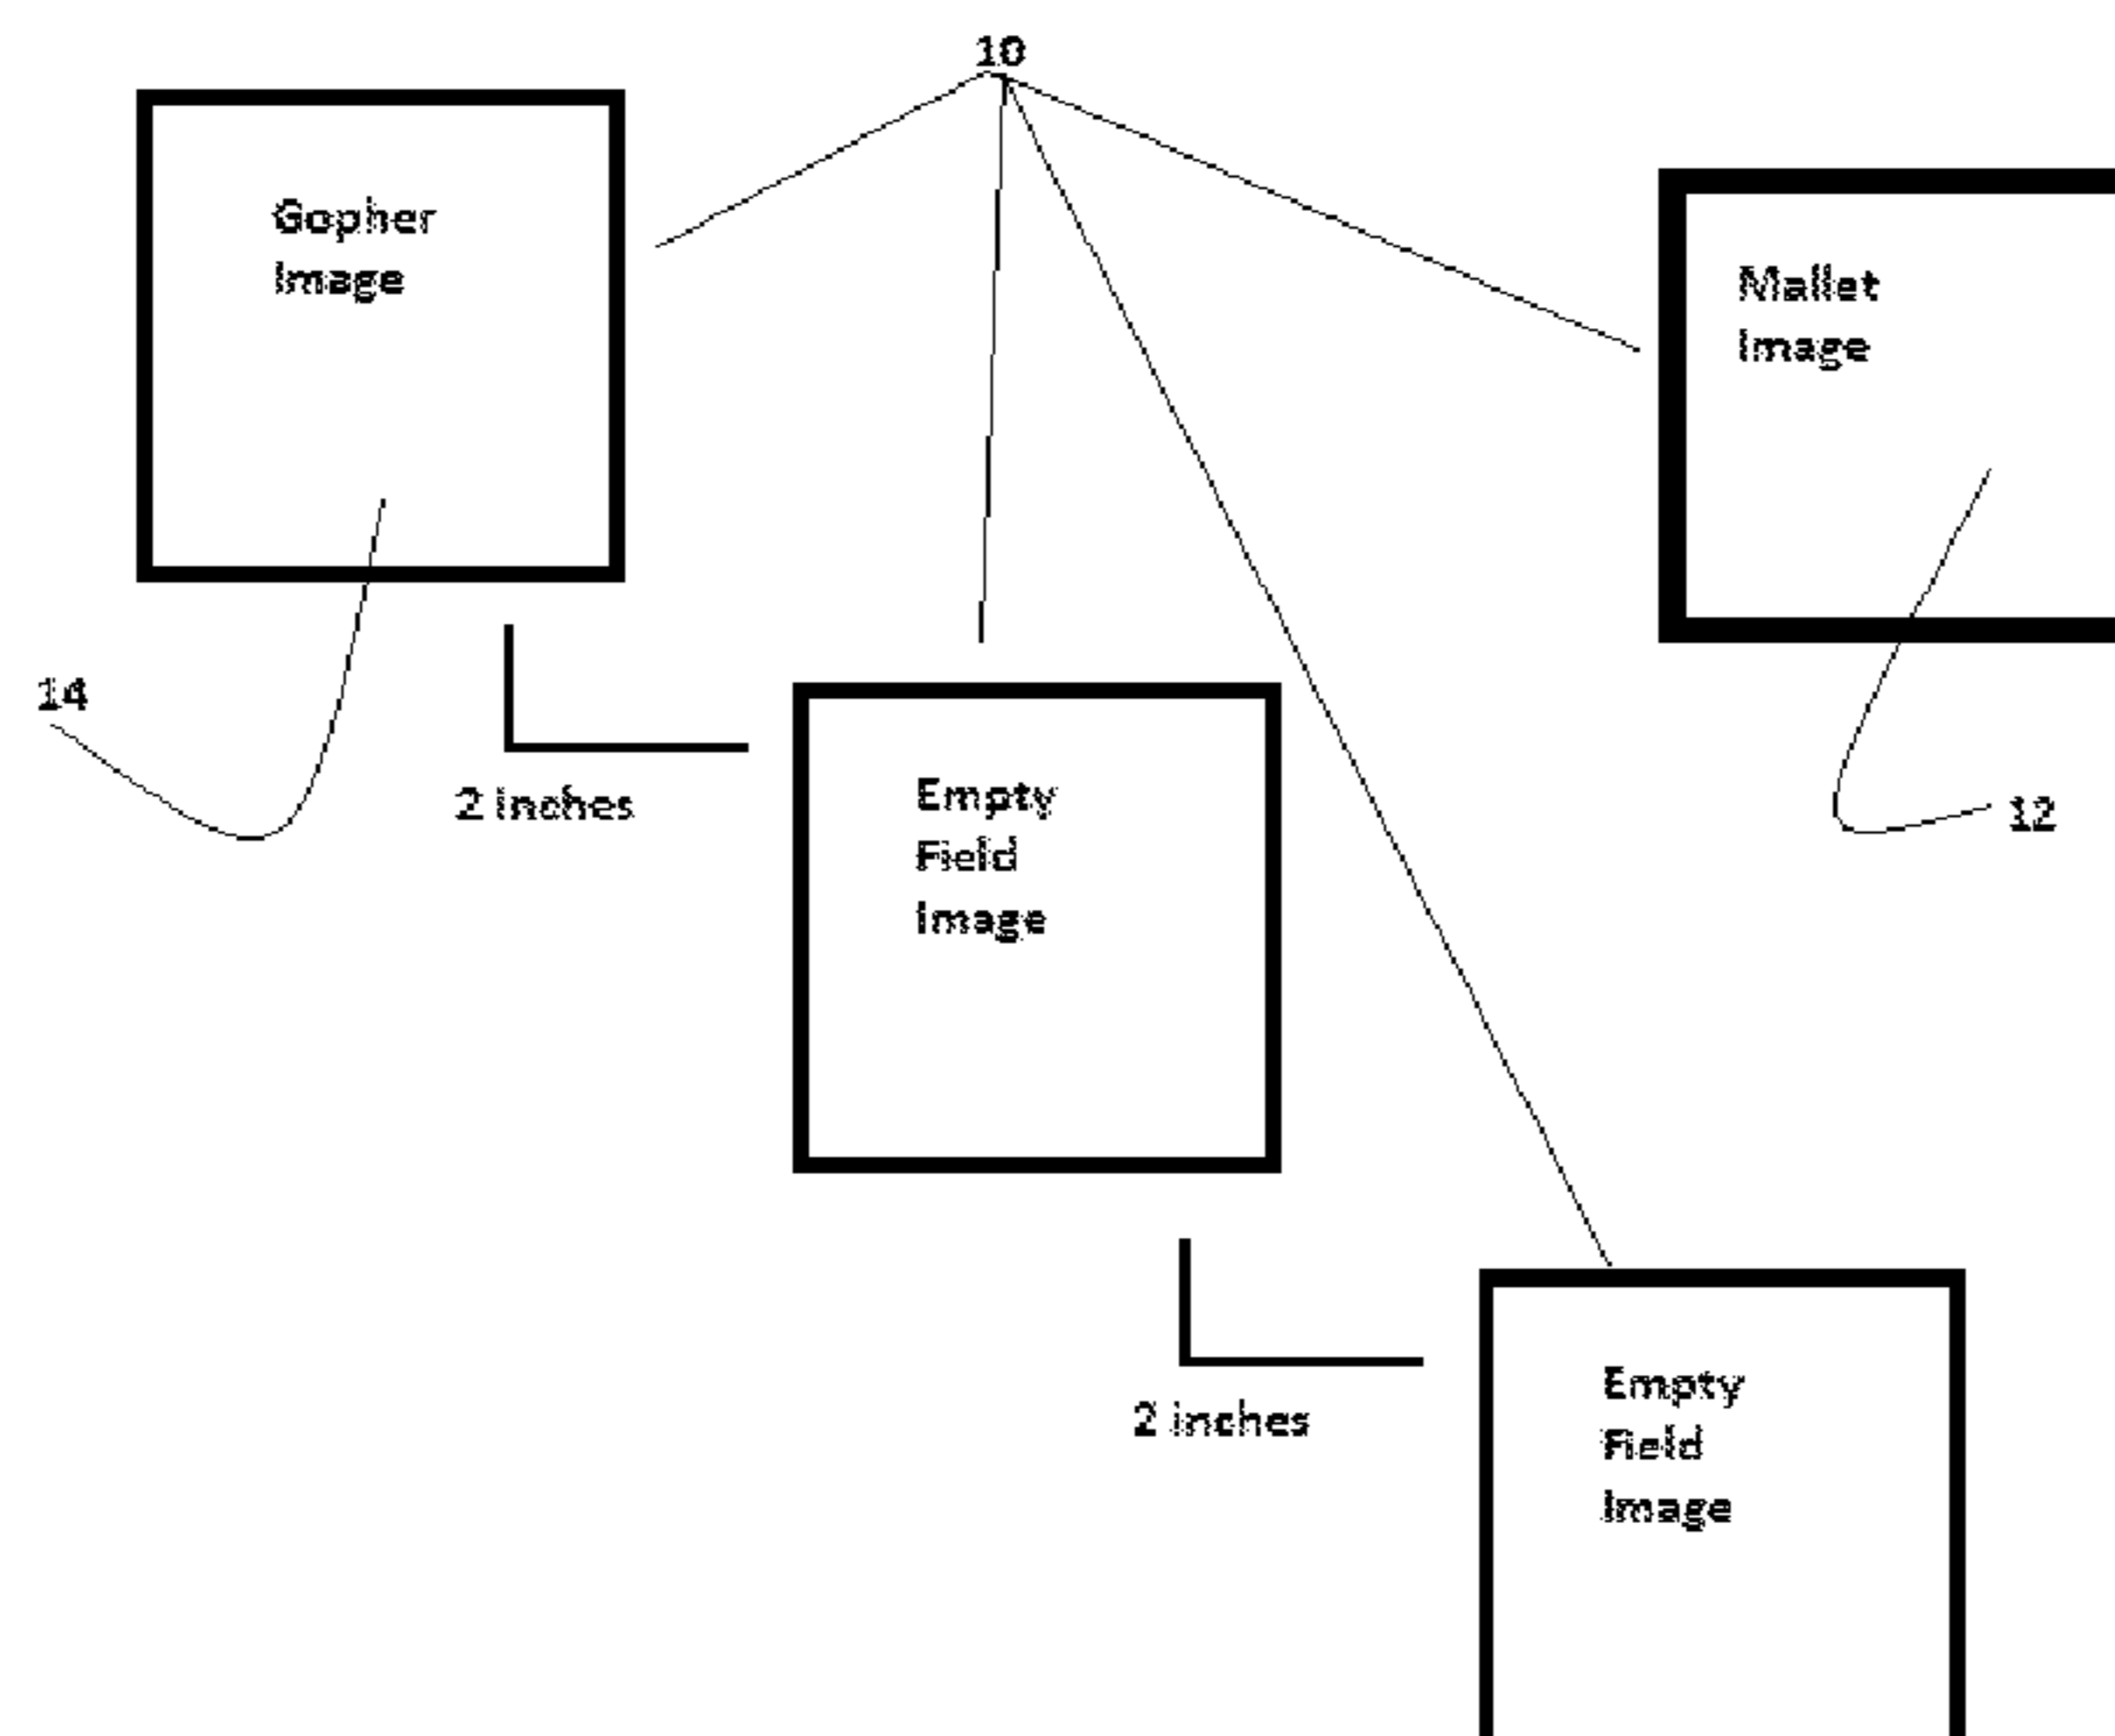 10
Gopher
Image
Mallet
Image
14
2 inches
Empty
Field
Image
12
2 inches
Empty
Field
Image